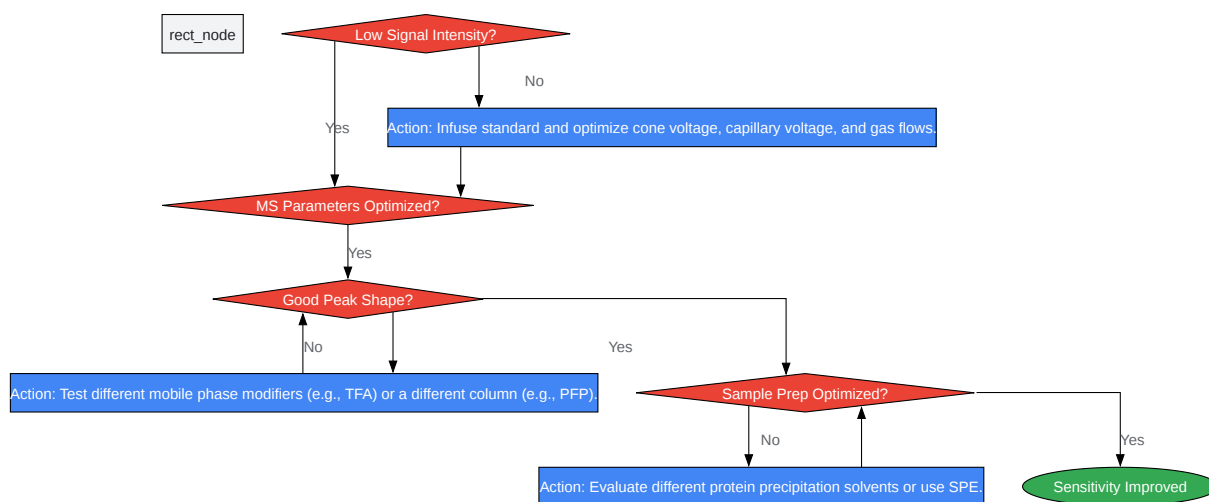 rect_node
Low Signal Intensity?
No
Yes
Action: Infuse standard and optimize cone voltage, capillary voltage, and gas flows.
MS Parameters Optimized?
Yes
Good Peak Shape?
No
Yes
Action: Test different mobile phase modifiers (e.g., TFA) or a different column (e.g., PFP).
Sample Prep Optimized?
No
Yes
Action: Evaluate different protein precipitation solvents or use SPE.
Sensitivity Improved